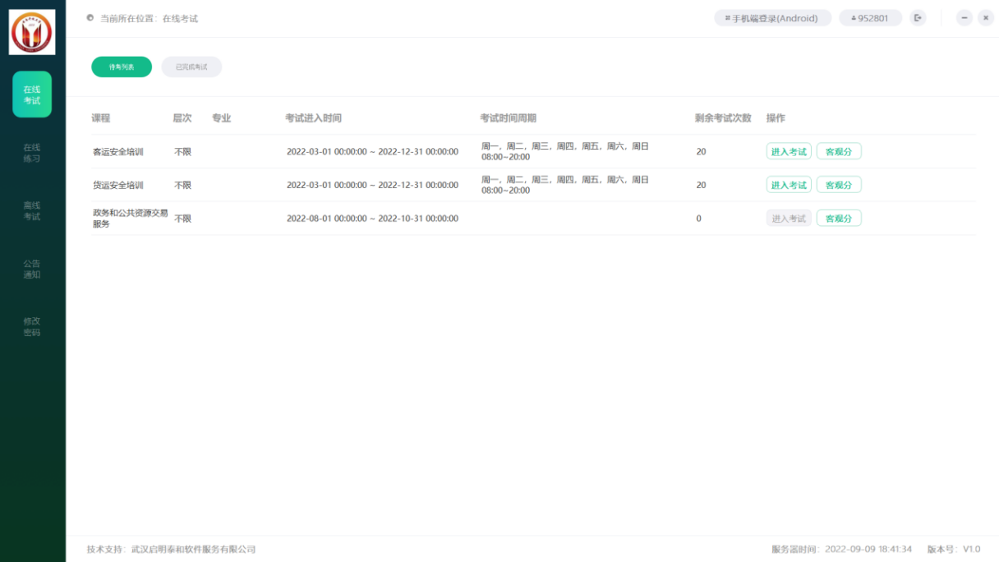 当前所在位置：在线考试
手机端登录(Android)
952801
在线
考试
在线
练习
离线
考试
公告
通知
修改
密码
待考列表
已完成考试
课程 层次 专业 考试进入时间 考试时间周期 剩余考试次数 操作
客运安全培训 不限 2022-03-01 00:00:00 ~ 2022-12-31 00:00:00 周一，周二，周三，周四，周五，周六，周日
08:00~20:00
20 进入考试 客观分
货运安全培训 不限 2022-03-01 00:00:00 ~ 2022-12-31 00:00:00 周一，周二，周三，周四，周五，周六，周日
08:00~20:00
20 进入考试 客观分
政务和公共资源交易
服务
不限 2022-08-01 00:00:00 ~ 2022-10-31 00:00:00 0 进入考试 客观分
技术支持：武汉启明泰和软件服务有限公司
服务器时间：2022-09-09 18:41:34 版本号：V1.0